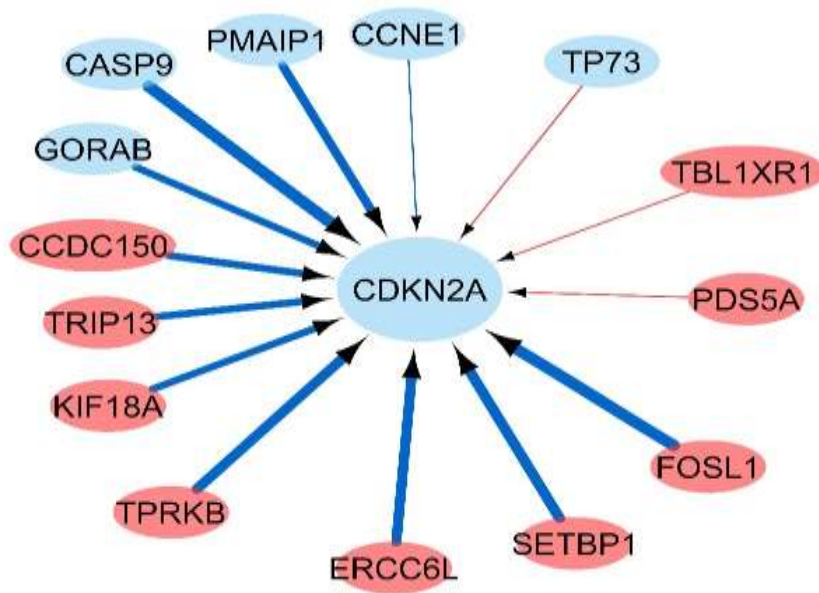 PMAIP1
CCNE1
CASP9
TP73
GORAB
TBL1XR1
CCDC150
CDKN2A
TRIP13
PDS5A
KIF18A
FOSL1
TPRKB
SETBP1
ERCC6L